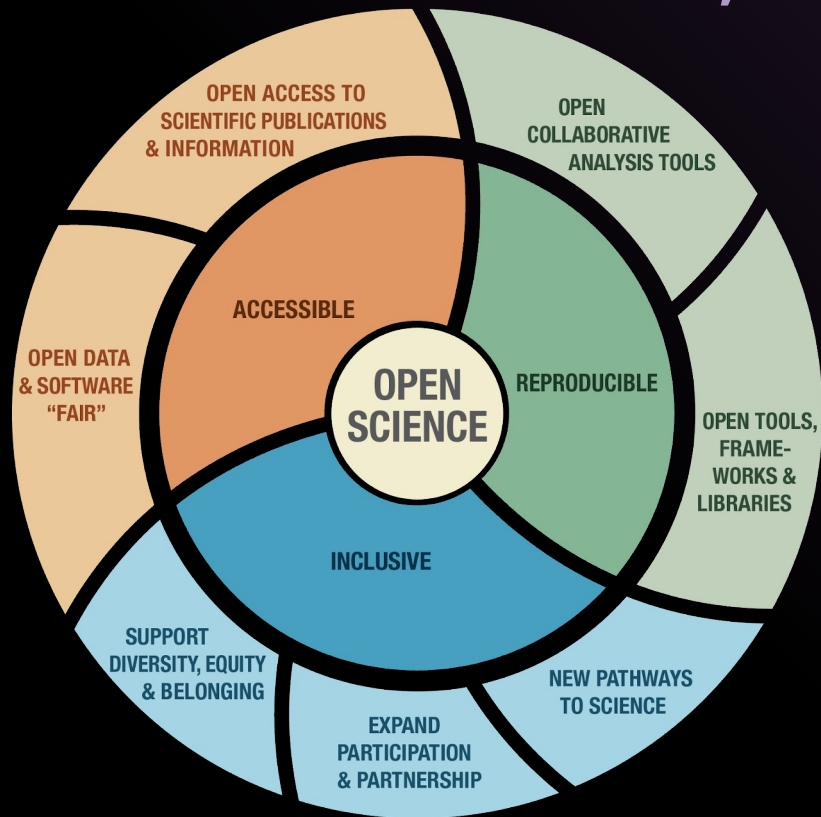 OPEN ACCESS TO
SCIENTIFIC PUBLICATIONS
& INFORMATION
OPEN
COLLABORATIVE
ANALYSIS TOOLS
ACCESSIBLE
OPEN DATA
& SOFTWARE
“FAIR”
OPEN
SCIENCE
REPRODUCIBLE
OPEN TOOLS,
FRAME-
WORKS &
LIBRARIES
INCLUSIVE
SUPPORT
DIVERSITY, EQUITY
& BELONGING
EXPAND
PARTICIPATION
& PARTNERSHIP
NEW PATHWAYS
TO SCIENCE